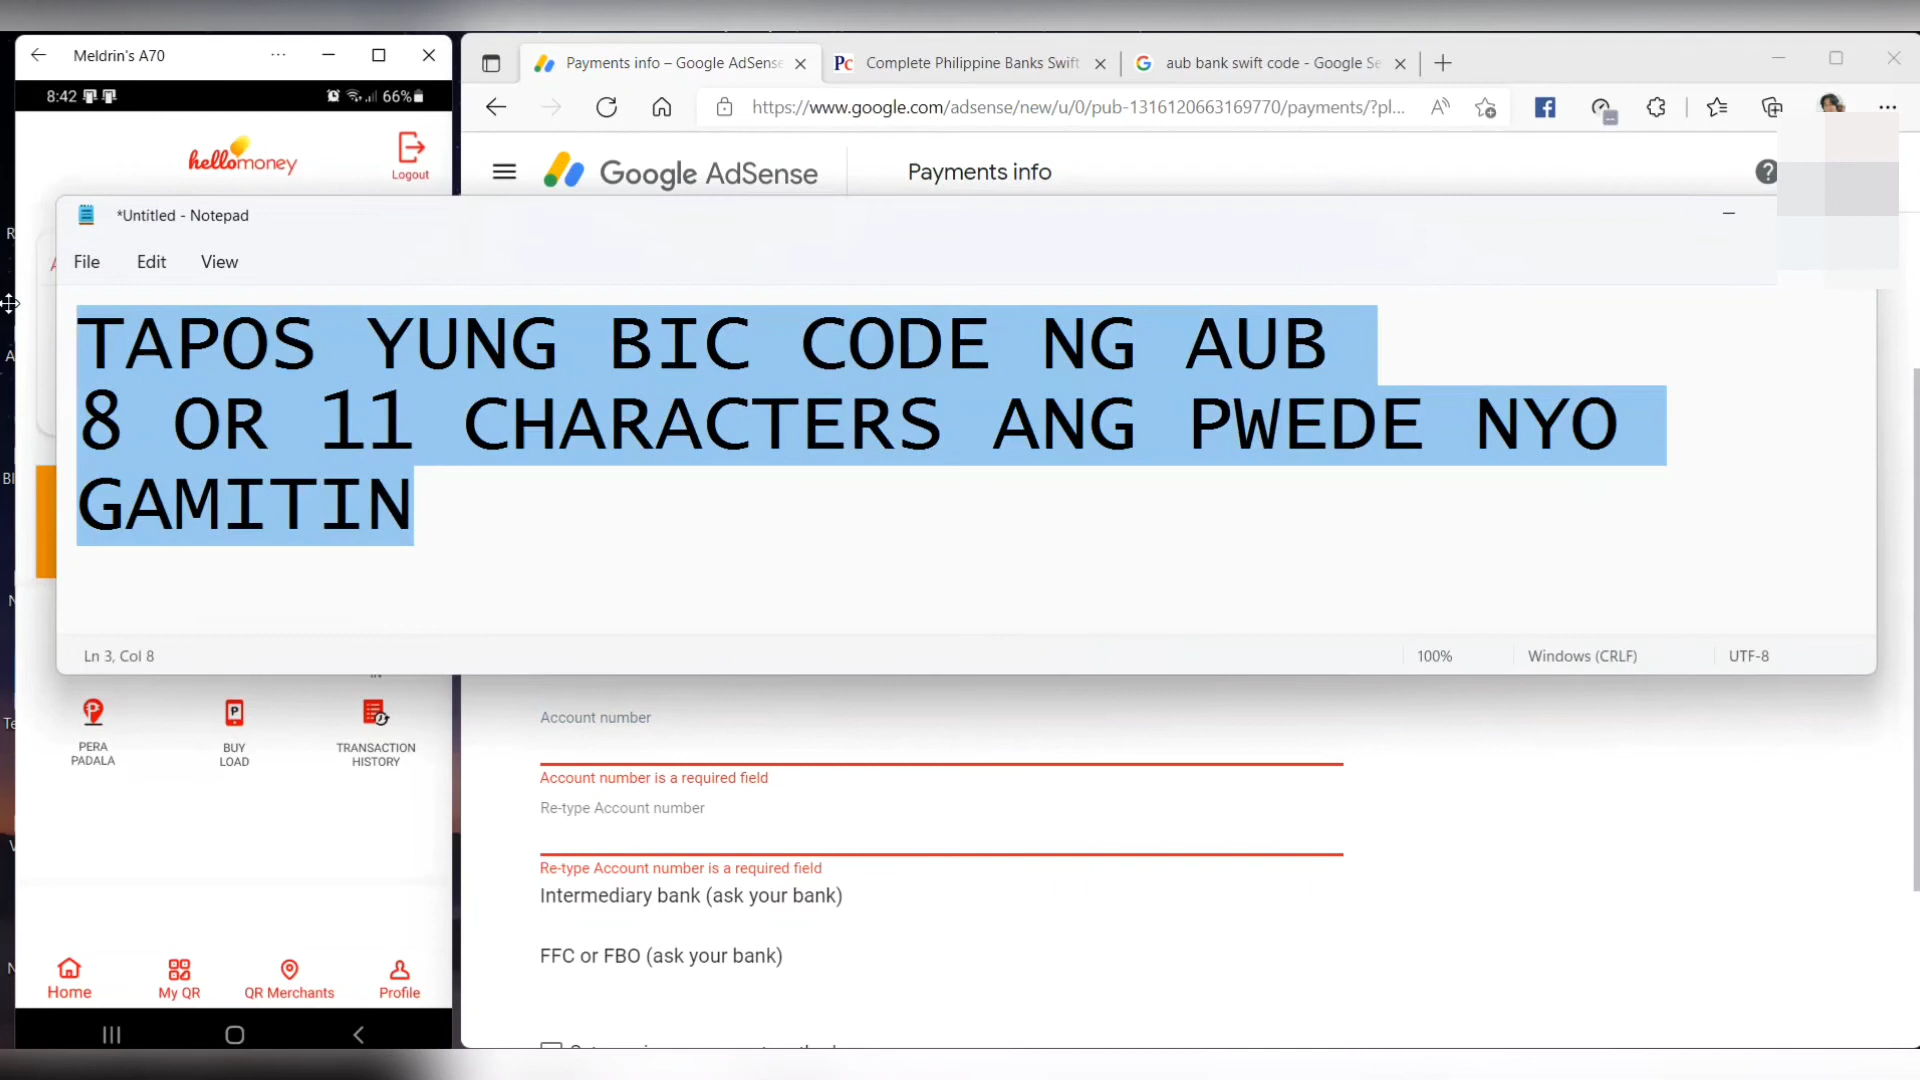 Meldrin's A70
8:42
66%
hellomoney
Logout
Payments info – Google AdSense
Complete Philippine Banks Swift
aub bank swift code - Google Se
https://www.google.com/adsense/new/u/0/pub-1316120663169770/payments/?pl...
Google AdSense
Payments info
*Untitled - Notepad
File
Edit
View
TAPOS YUNG BIC CODE NG AUB
8 OR 11 CHARACTERS ANG PWEDE NYO
GAMITIN
Ln 3, Col 8
100%
Windows (CRLF)
UTF-8
PERA
PADALA
BUY
LOAD
TRANSACTION
HISTORY
Account number
Account number is a required field
Re-type Account number
Re-type Account number is a required field
Intermediary bank (ask your bank)
FFC or FBO (ask your bank)
Home
My QR
QR Merchants
Profile